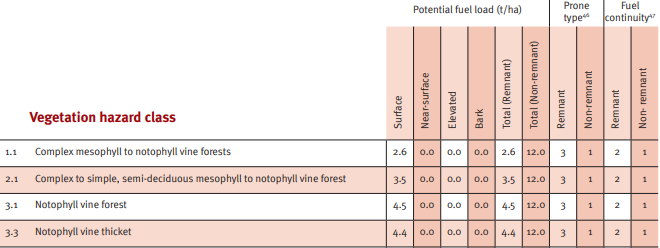 Potential fuel load (t/ha) Prone type⁴⁶ Fuel continuity⁴⁷
Vegetation hazard class Surface Near-surface Elevated Bark Total (Remnant) Total (Non-remnant) Remnant Non-remnant Remnant Non- remnant
1.1 Complex mesophyll to notophyll vine forests 2.6 0.0 0.0 0.0 2.6 12.0 3 1 2 1
2.1 Complex to simple, semi-deciduous mesophyll to notophyll vine forest 3.5 0.0 0.0 0.0 3.5 12.0 3 1 2 1
3.1 Notophyll vine forest 4.5 0.0 0.0 0.0 4.5 12.0 3 1 2 1
3.3 Notophyll vine thicket 4.4 0.0 0.0 0.0 4.4 12.0 3 1 2 1